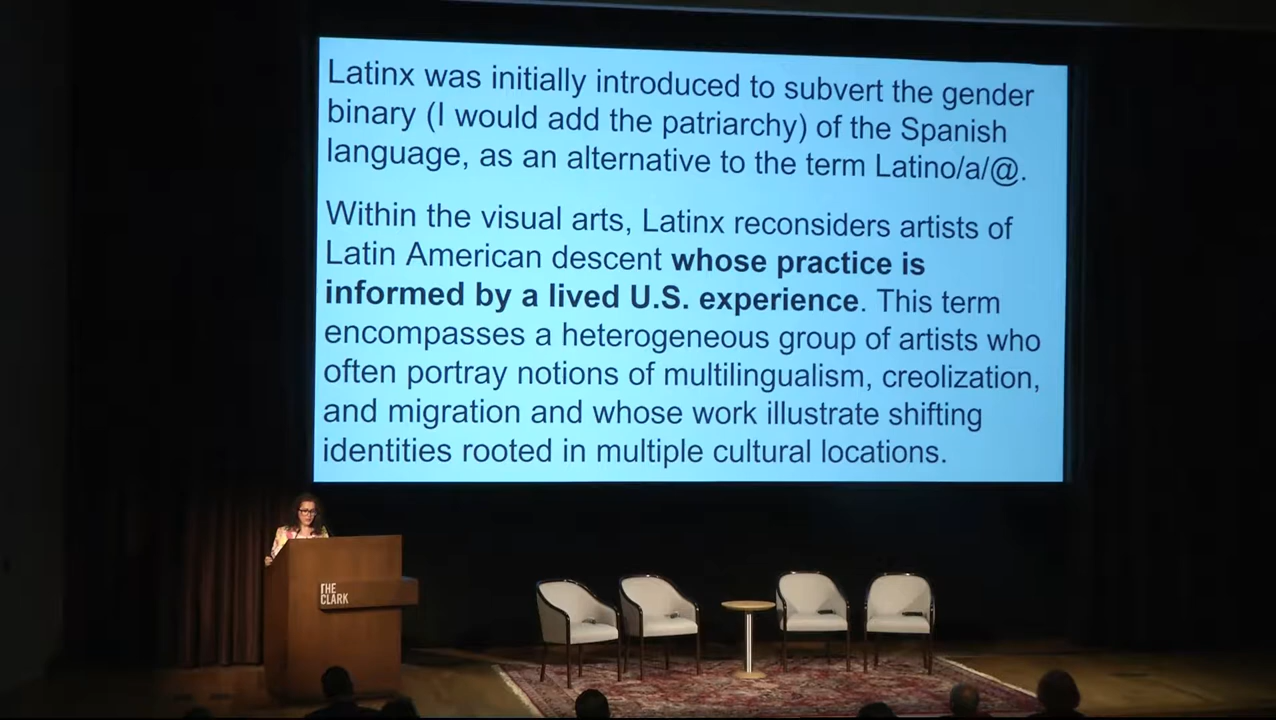 Latinx was initially introduced to subvert the gender
binary (I would add the patriarchy) of the Spanish
language, as an alternative to the term Latino/a/@.
Within the visual arts, Latinx reconsiders artists of
Latin American descent whose practice is
informed by a lived U.S. experience. This term
encompasses a heterogeneous group of artists who
often portray notions of multilingualism, creolization,
and migration and whose work illustrate shifting
identities rooted in multiple cultural locations.
THE
CLARK